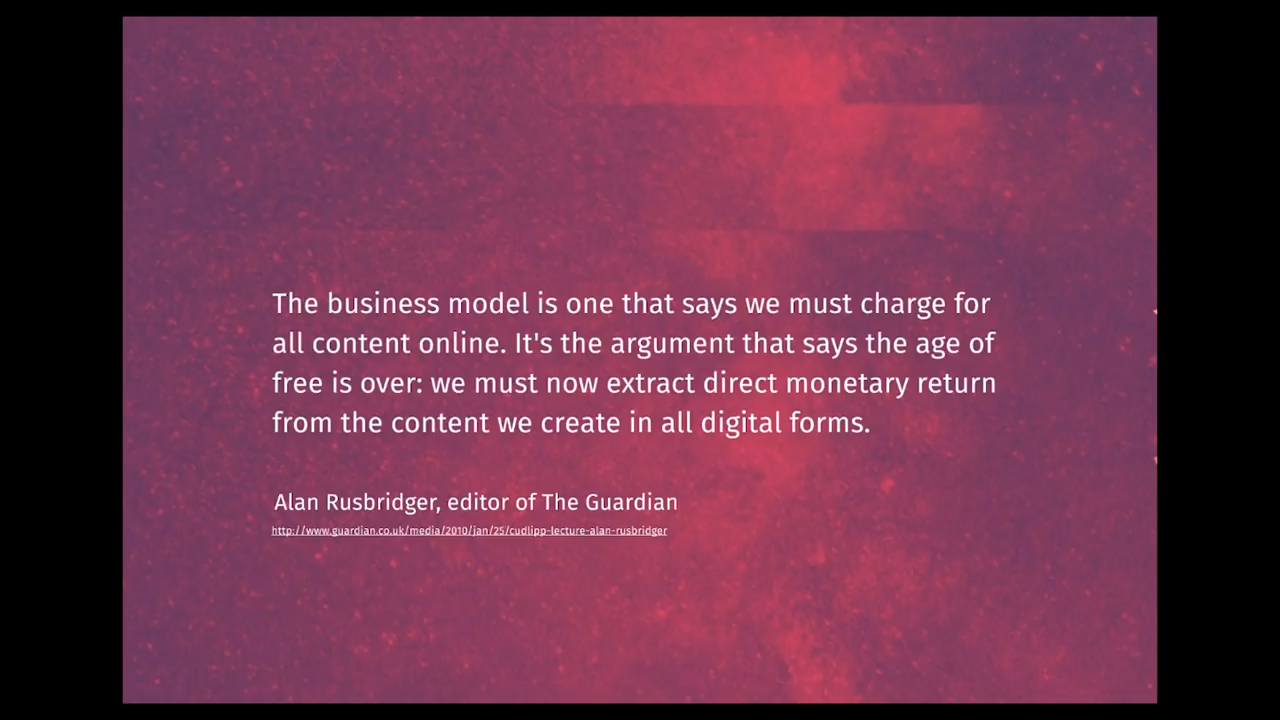 The business model is one that says we must charge for
all content online. It's the argument that says the age of
free is over: we must now extract direct monetary return
from the content we create in all digital forms.
Alan Rusbridger, editor of The Guardian
http://www.guardian.co.uk/media/2010/jan/25/cudlipp-lecture-alan-rusbridger